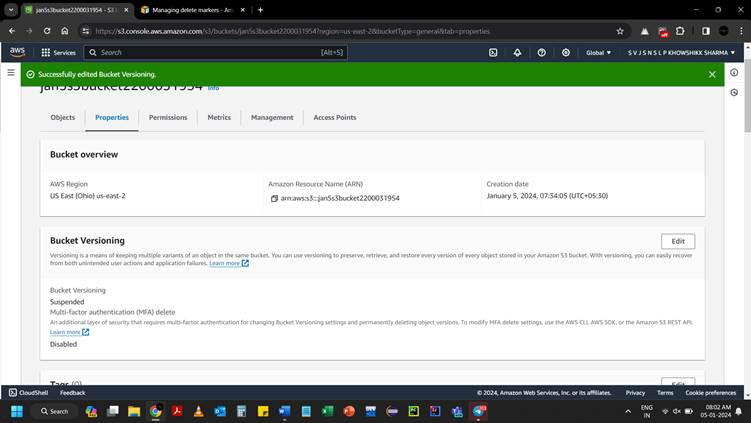 jan5s3bucket2200031954 - S3 b
Managing delete markers - Am
https://s3.console.aws.amazon.com/s3/buckets/jan5s3bucket2200031954?region=us-east-2&bucketType=general&tab=properties
aws
Services
Search
[Alt+S]
Global
S V J S N S L P KHOWSHIKK SHARMA
Successfully edited Bucket Versioning.
jan5s3bucket2200031954 Info
Objects
Properties
Permissions
Metrics
Management
Access Points
Bucket overview
AWS Region
US East (Ohio) us-east-2
Amazon Resource Name (ARN)
arn:aws:s3:::jan5s3bucket2200031954
Creation date
January 5, 2024, 07:34:05 (UTC+05:30)
Bucket Versioning
Edit
Versioning is a means of keeping multiple variants of an object in the same bucket. You can use versioning to preserve, retrieve, and restore every version of every object stored in your Amazon S3 bucket. With versioning, you can easily recover
from both unintended user actions and application failures. Learn more
Bucket Versioning
Suspended
Multi-factor authentication (MFA) delete
An additional layer of security that requires multi-factor authentication for changing Bucket Versioning settings and permanently deleting object versions. To modify MFA delete settings, use the AWS CLI, AWS SDK, or the Amazon S3 REST API.
Learn more
Disabled
Tags (0)
Edit
CloudShell
Feedback
© 2024, Amazon Web Services, Inc. or its affiliates.
Privacy
Terms
Cookie preferences
Search
ENG
IN
08:02 AM
05-01-2024